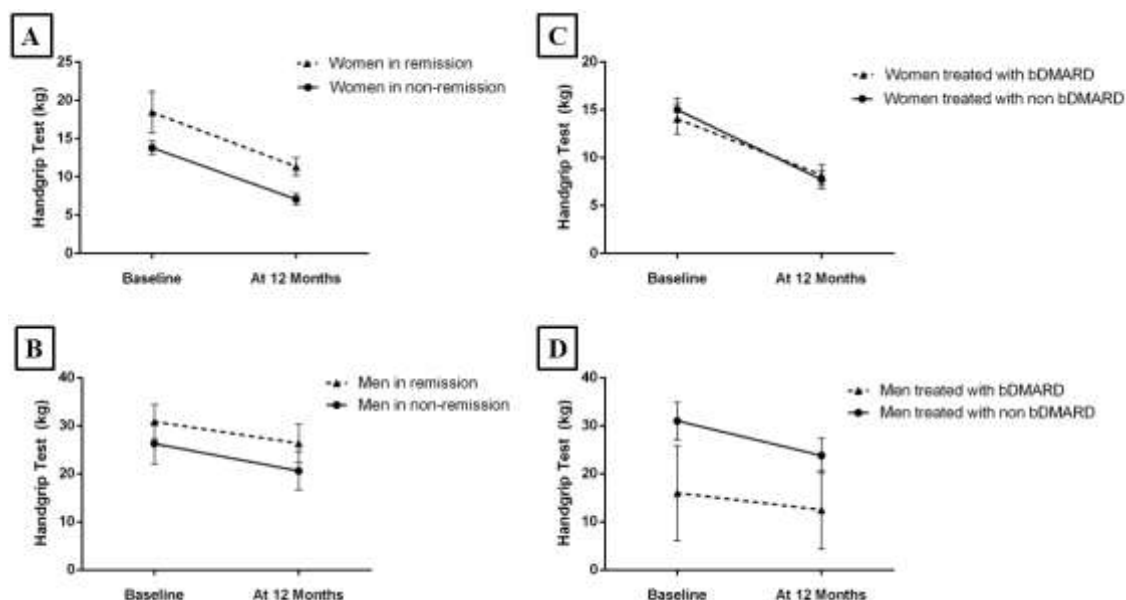 A
Handgrip Test (kg)
25
20
15
10
5
0
Baseline
At 12 Months
Women in remission
Women in non-remission
C
Handgrip Test (kg)
20
15
10
5
0
Baseline
At 12 Months
Women treated with bDMARD
Women treated with non bDMARD
B
Handgrip Test (kg)
40
30
20
10
0
Baseline
At 12 Months
Men in remission
Men in non-remission
D
Handgrip Test (kg)
40
30
20
10
0
Baseline
At 12 Months
Men treated with bDMARD
Men treated with non bDMARD